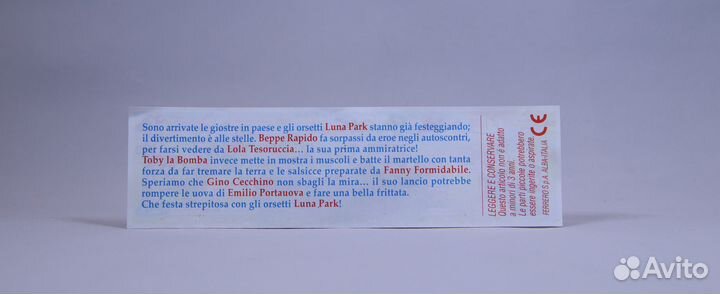 Sono arrivate le giostre in paese e gli orsetti Luna Park stanno già festeggiando;
il divertimento è alle stelle. Beppe Rapido fa sorpassi da eroe negli autoscontri,
per farsi vedere da Lola Tesoruccia... la sua prima ammiratrice!
Toby la Bomba invece mette in mostra i muscoli e batte il martello con tanta
forza da far tremare la terra e le salsicce preparate da Fanny Formidabile.
Speriamo che Gino Cecchino non sbagli la mira... il suo lancio potrebbe
rompere le uova di Emilio Portauova e fare una bella frittata.
Che festa strepitosa con gli orsetti Luna Park!
LEGGERE E CONSERVARE
Questo articolo non è adatto
a minori di 3 anni.
Le parti piccole potrebbero
essere ingerite o aspirate.
FERRERO S.p.A. ALBA-ITALIA
CE
Avito